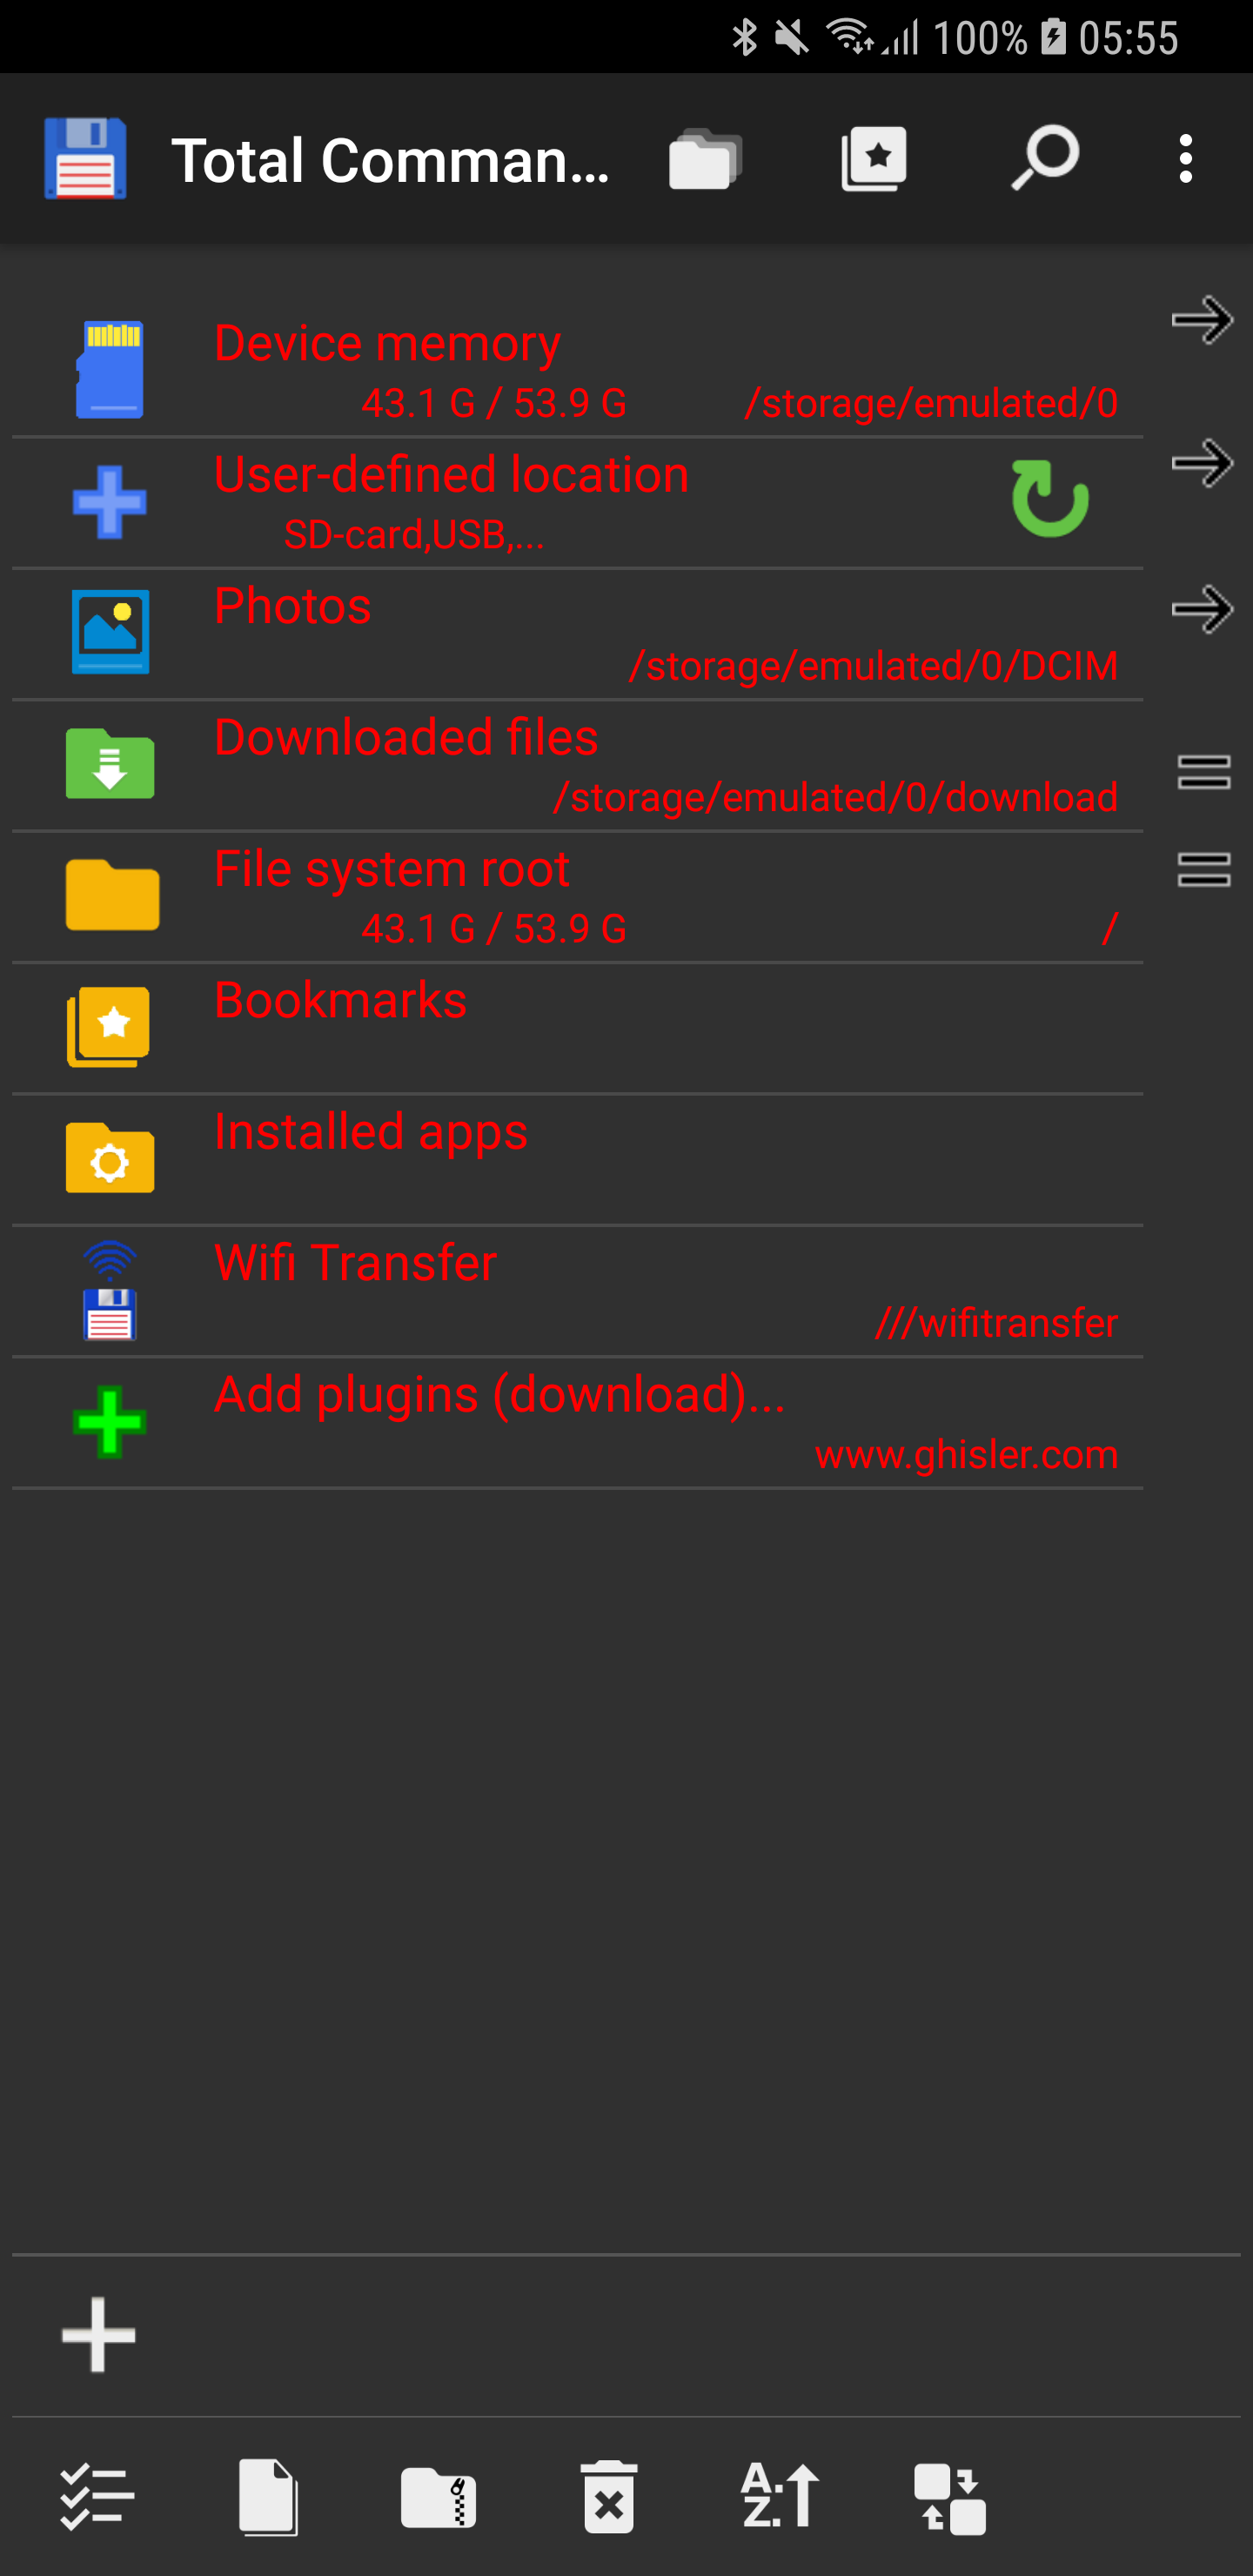 100% 05:55
Total Comman...
Device memory
43.1 G / 53.9 G /storage/emulated/0
User-defined location
SD-card,USB,...
Photos
/storage/emulated/0/DCIM
Downloaded files
/storage/emulated/0/download
File system root
43.1 G / 53.9 G /
Bookmarks
Installed apps
Wifi Transfer
///wifitransfer
Add plugins (download)...
www.ghisler.com
A.
Z.